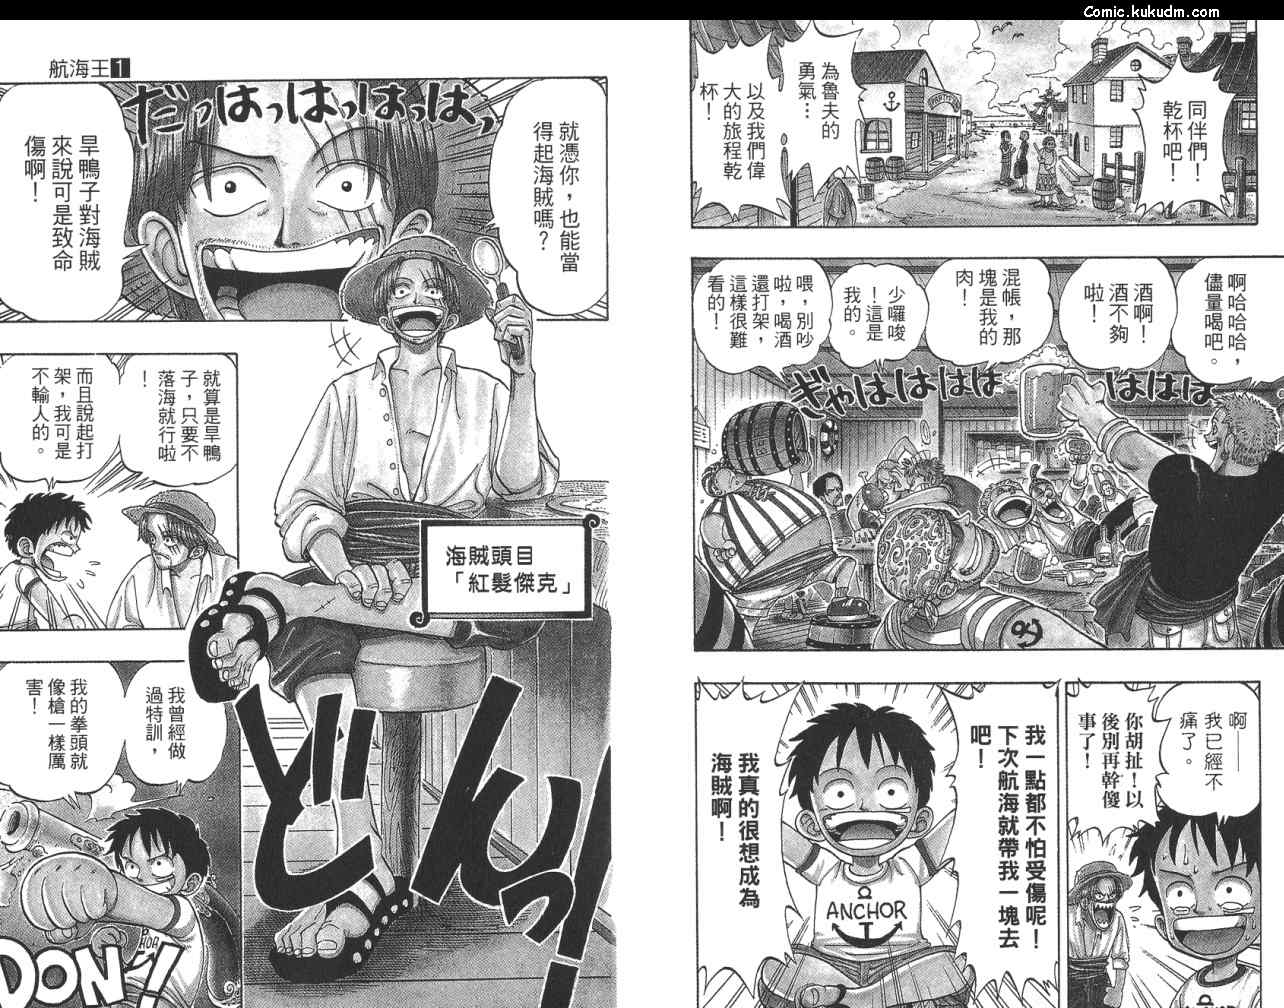 Comic.kukudm.com
同伴們！
乾杯吧！
為魯夫的
勇氣…
以及我們偉
大的旅程乾
杯！
PARTYS
啊哈哈哈，
儘量喝吧。
酒啊！
酒不夠
啦！
混帳，那
塊是我的
肉！
少囉唆
！這是
我的。
喂，別吵
啦，喝酒
還打架，
這樣很難
看的！
ぎゃはははは
ははは
啊——
我已經不
痛了。
你胡扯！以
後別再幹傻
事了！
我一點都不怕受傷呢！
下次航海就帶我一塊去
吧！
我真的很想成為
海賊啊！
ANCHOR
航海王1
だっはっはっはっは，
就憑你，也能當
得起海賊嗎？
旱鴨子對海賊
來說可是致命
傷啊！
海賊頭目
「紅髮傑克」
どんっ！
就算是旱鴨
子，只要不
落海就行啦
！
而且說起打
架，我可是
不輸人的。
我曾經做
過特訓，
我的拳頭就
像槍一樣厲
害！
DON！